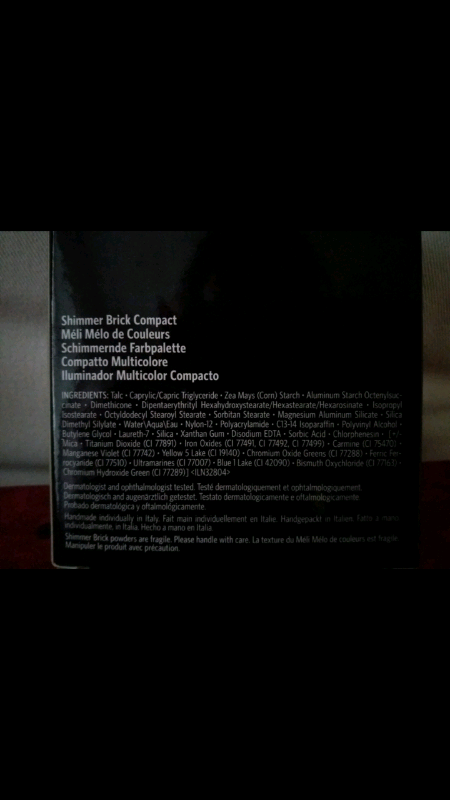 Shimmer Brick Compact
Méli Mélo de Couleurs
Schimmernde Farbpalette
Compatto Multicolore
Iluminador Multicolor Compacto
INGREDIENTS: Talc • Caprylic/Capric Triglyceride • Zea Mays (Corn) Starch • Aluminum Starch Octenylsuc-
cinate • Dimethicone • Dipentaerythrityl Hexahydroxystearate/Hexastearate/Hexarosinate • Isopropyl
Isostearate • Octyldodecyl Stearoyl Stearate • Sorbitan Stearate • Magnesium Aluminum Silicate • Silica
Dimethyl Silylate • Water\Aqua\Eau • Nylon-12 • Polyacrylamide • C13-14 Isoparaffin • Polyvinyl Alcohol •
Butylene Glycol • Laureth-7 • Silica • Xanthan Gum • Disodium EDTA • Sorbic Acid • Chlorphenesin • [+/-
Mica • Titanium Dioxide (CI 77891) • Iron Oxides (CI 77491, CI 77492, CI 77499) • Carmine (CI 75470) •
Manganese Violet (CI 77742) • Yellow 5 Lake (CI 19140) • Chromium Oxide Greens (CI 77288) • Ferric Fer-
rocyanide (CI 77510) • Ultramarines (CI 77007) • Blue 1 Lake (CI 42090) • Bismuth Oxychloride (CI 77163) •
Chromium Hydroxide Green (CI 77289)] <ILN32804>
Dermatologist and ophthalmologist tested. Testé dermatologiquement et ophtalmologiquement.
Dermatologisch und augenärztlich getestet. Testato dermatologicamente e oftalmologicamente.
Probado dermatológica y oftalmológicamente.
Handmade individually in Italy. Fait main individuellement en Italie. Handgepackt in Italien. Fatto a mano
individualmente, in Italia. Hecho a mano en Italia.
Shimmer Brick powders are fragile. Please handle with care. La texture du Méli Mélo de couleurs est fragile.
Manipuler le produit avec précaution.